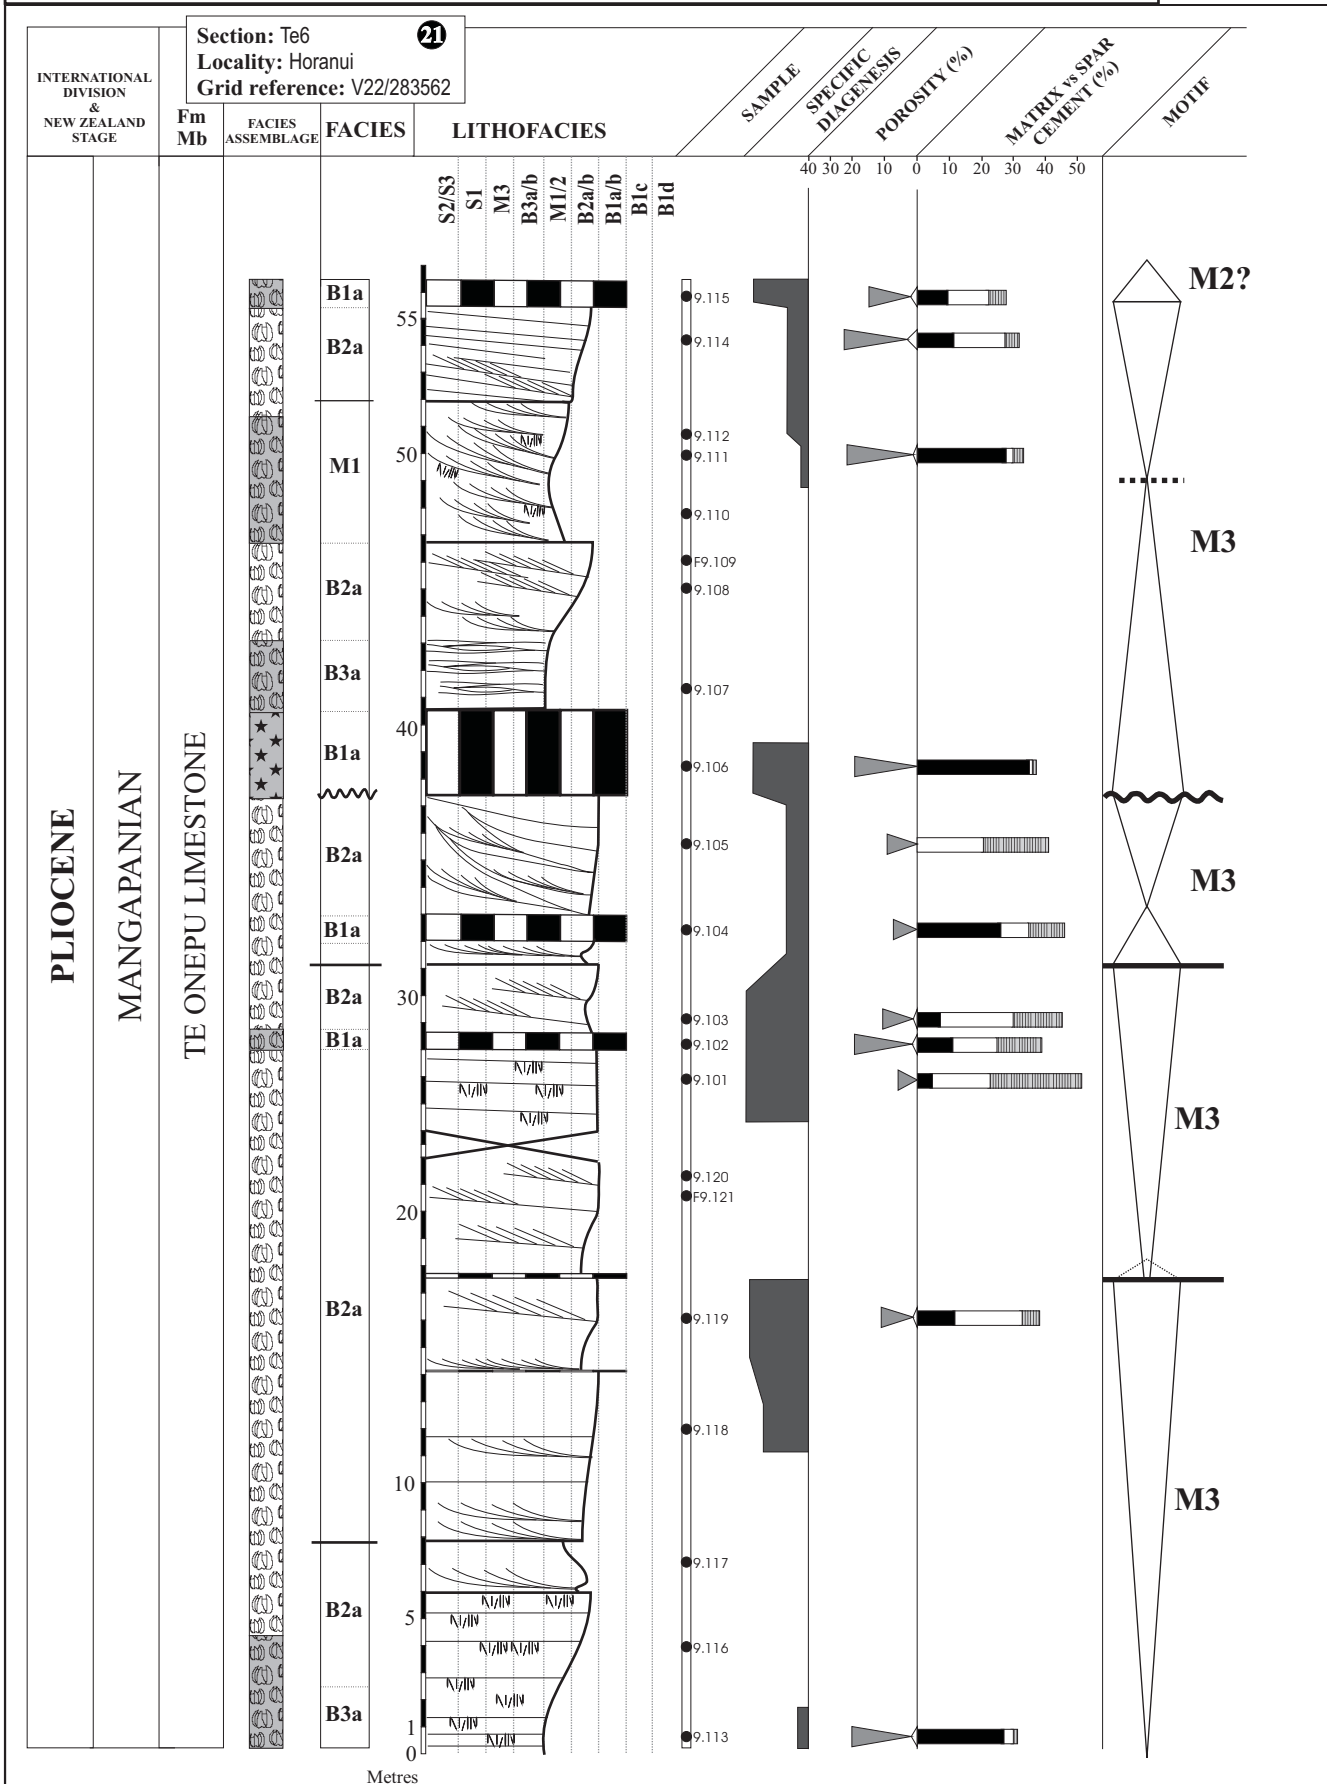 Section: Te6
21
Locality: Horanui
Grid reference: V22/283562
INTERNATIONAL
DIVISION
&
NEW ZEALAND
STAGE
Fm
Mb
FACIES
ASSEMBLAGE
FACIES
LITHOFACIES
SAMPLE
SPECIFIC
DIAGENESIS
POROSITY (%)
MATRIX vs SPAR
CEMENT (%)
MOTIF
40 30 20 10 0 10 20 30 40 50
S2/S3
S1
M3
B3a/b
M1/2
B2a/b
B1a/b
B1c
B1d
PLIOCENE
MANGAPANIAN
TE ONEPU LIMESTONE
B1a
B2a
M1
B2a
B3a
B1a
B2a
B1a
B2a
B1a
B2a
B2a
B3a
55
50
40
30
20
10
5
1
0
Metres
9.115
9.114
9.112
9.111
9.110
F9.109
9.108
9.107
9.106
9.105
9.104
9.103
9.102
9.101
9.120
F9.121
9.119
9.118
9.117
9.116
9.113
M2?
M3
M3
M3
M3